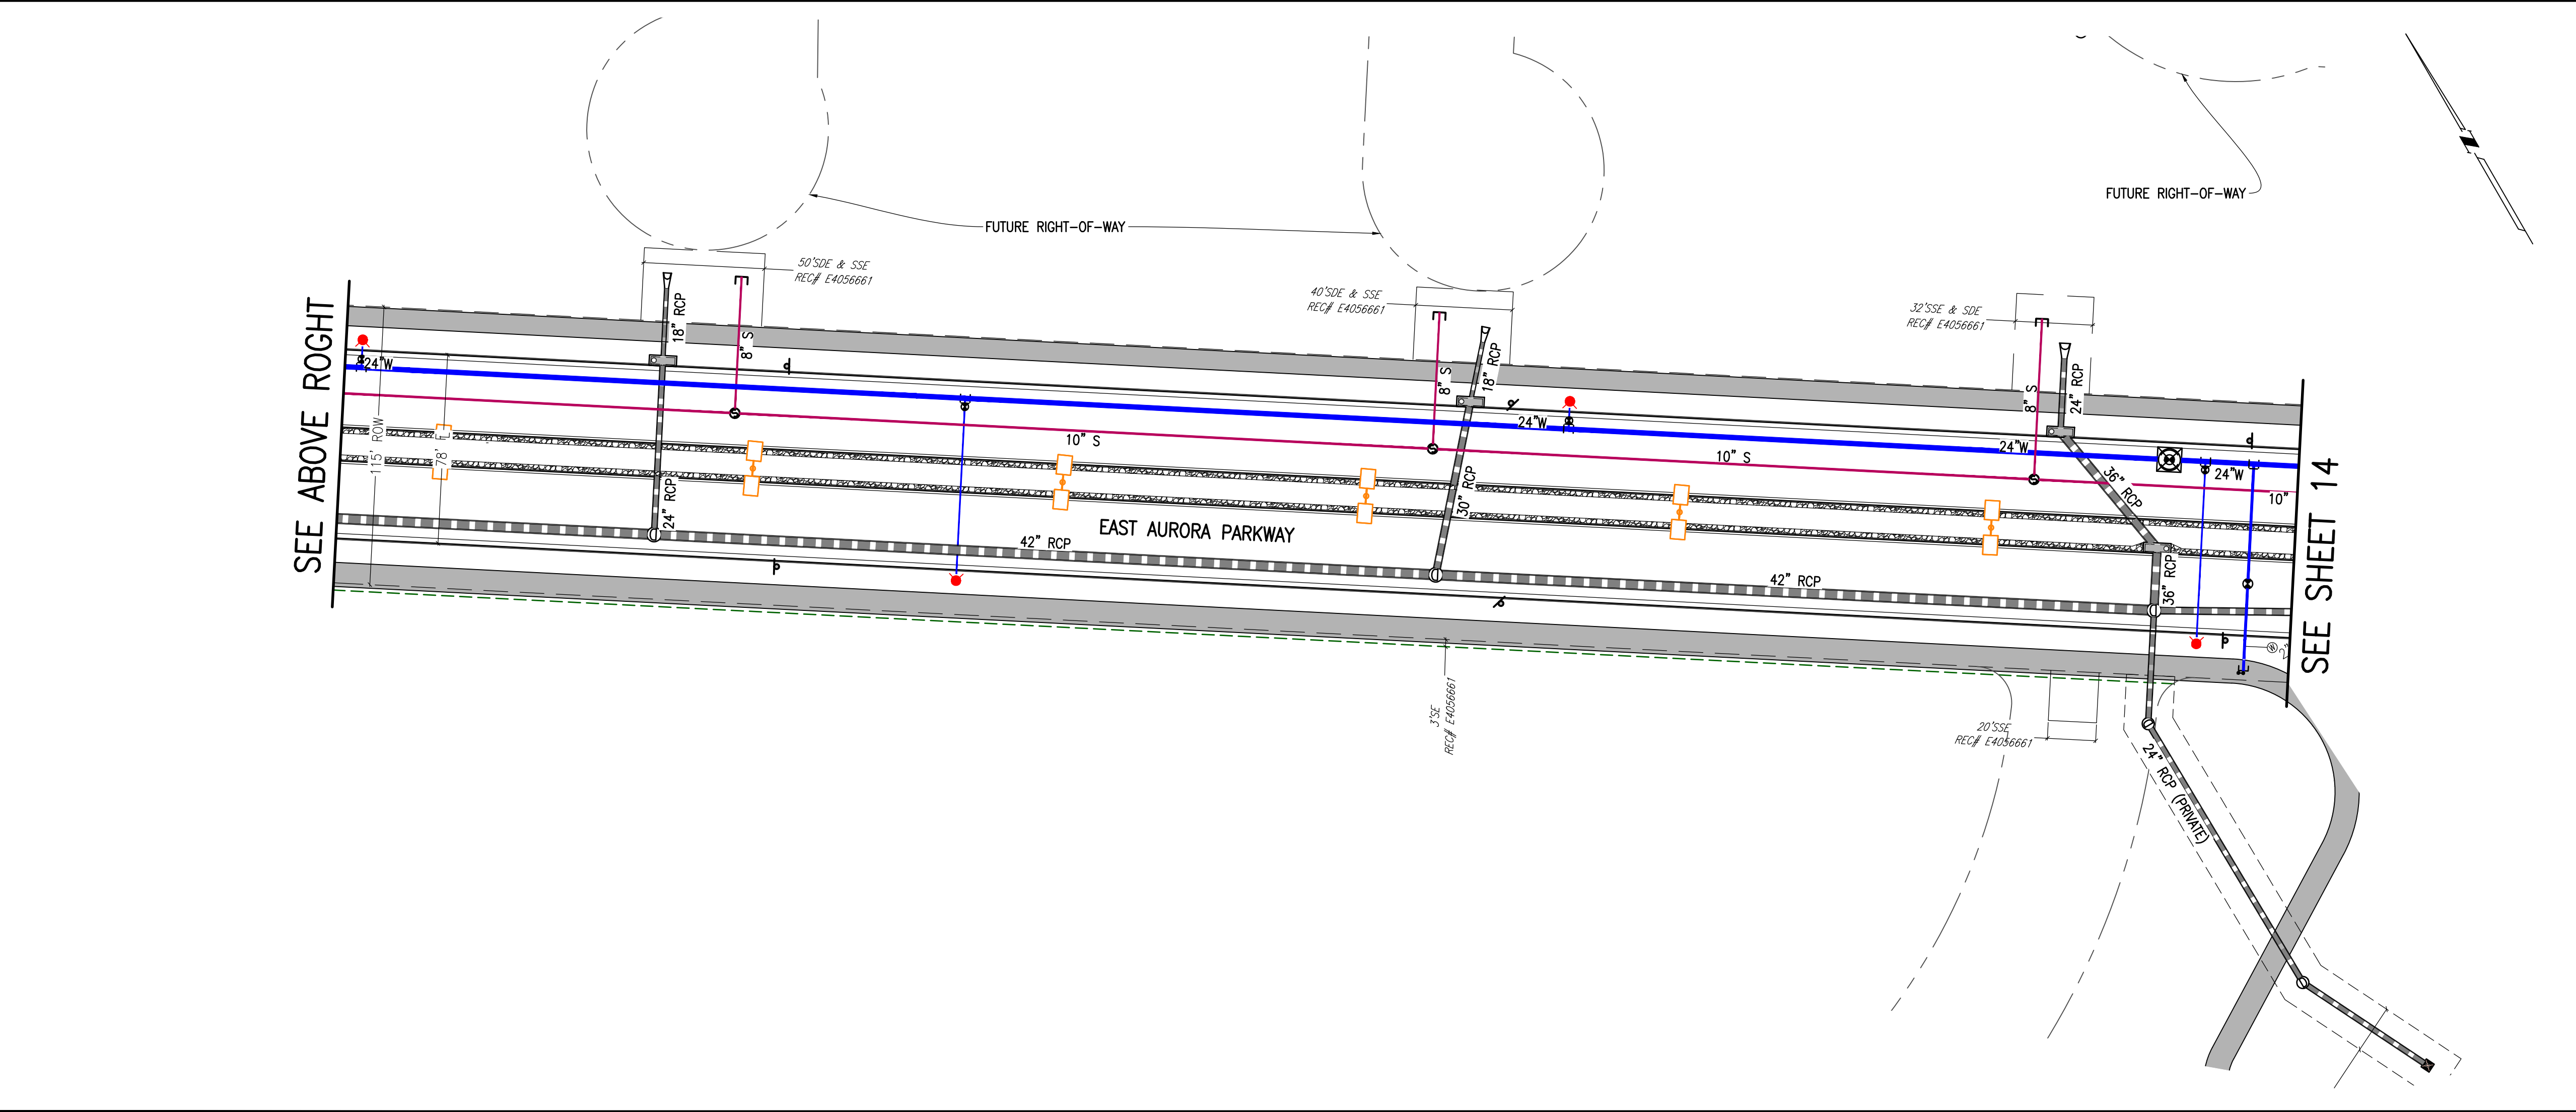 FUTURE RIGHT-OF-WAY
FUTURE RIGHT-OF-WAY
50'SDE & SSE
REC# E4056661
40'SDE & SSE
REC# E4056661
32'SSE & SDE
REC# E4056661
SEE ABOVE ROGHT
24"W
115' ROW
78'
18" RCP
8" S
24" RCP
10" S
42" RCP
EAST AURORA PARKWAY
8" S
18" RCP
30" RCP
24"W
10" S
42" RCP
24"W
8" S
24" RCP
36" RCP
24"W
10"
36" RCP
SEE SHEET 14
3'SE
REC# E4056661
20'SSE
REC# E4056661
24" RCP (PRIVATE)